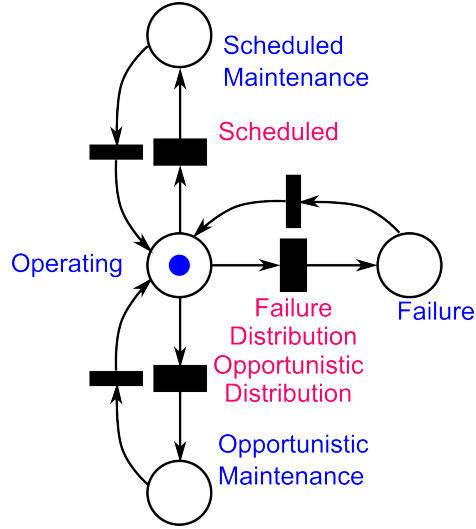 Scheduled
Maintenance
Scheduled
Operating
Failure
Failure
Distribution
Opportunistic
Distribution
Opportunistic
Maintenance